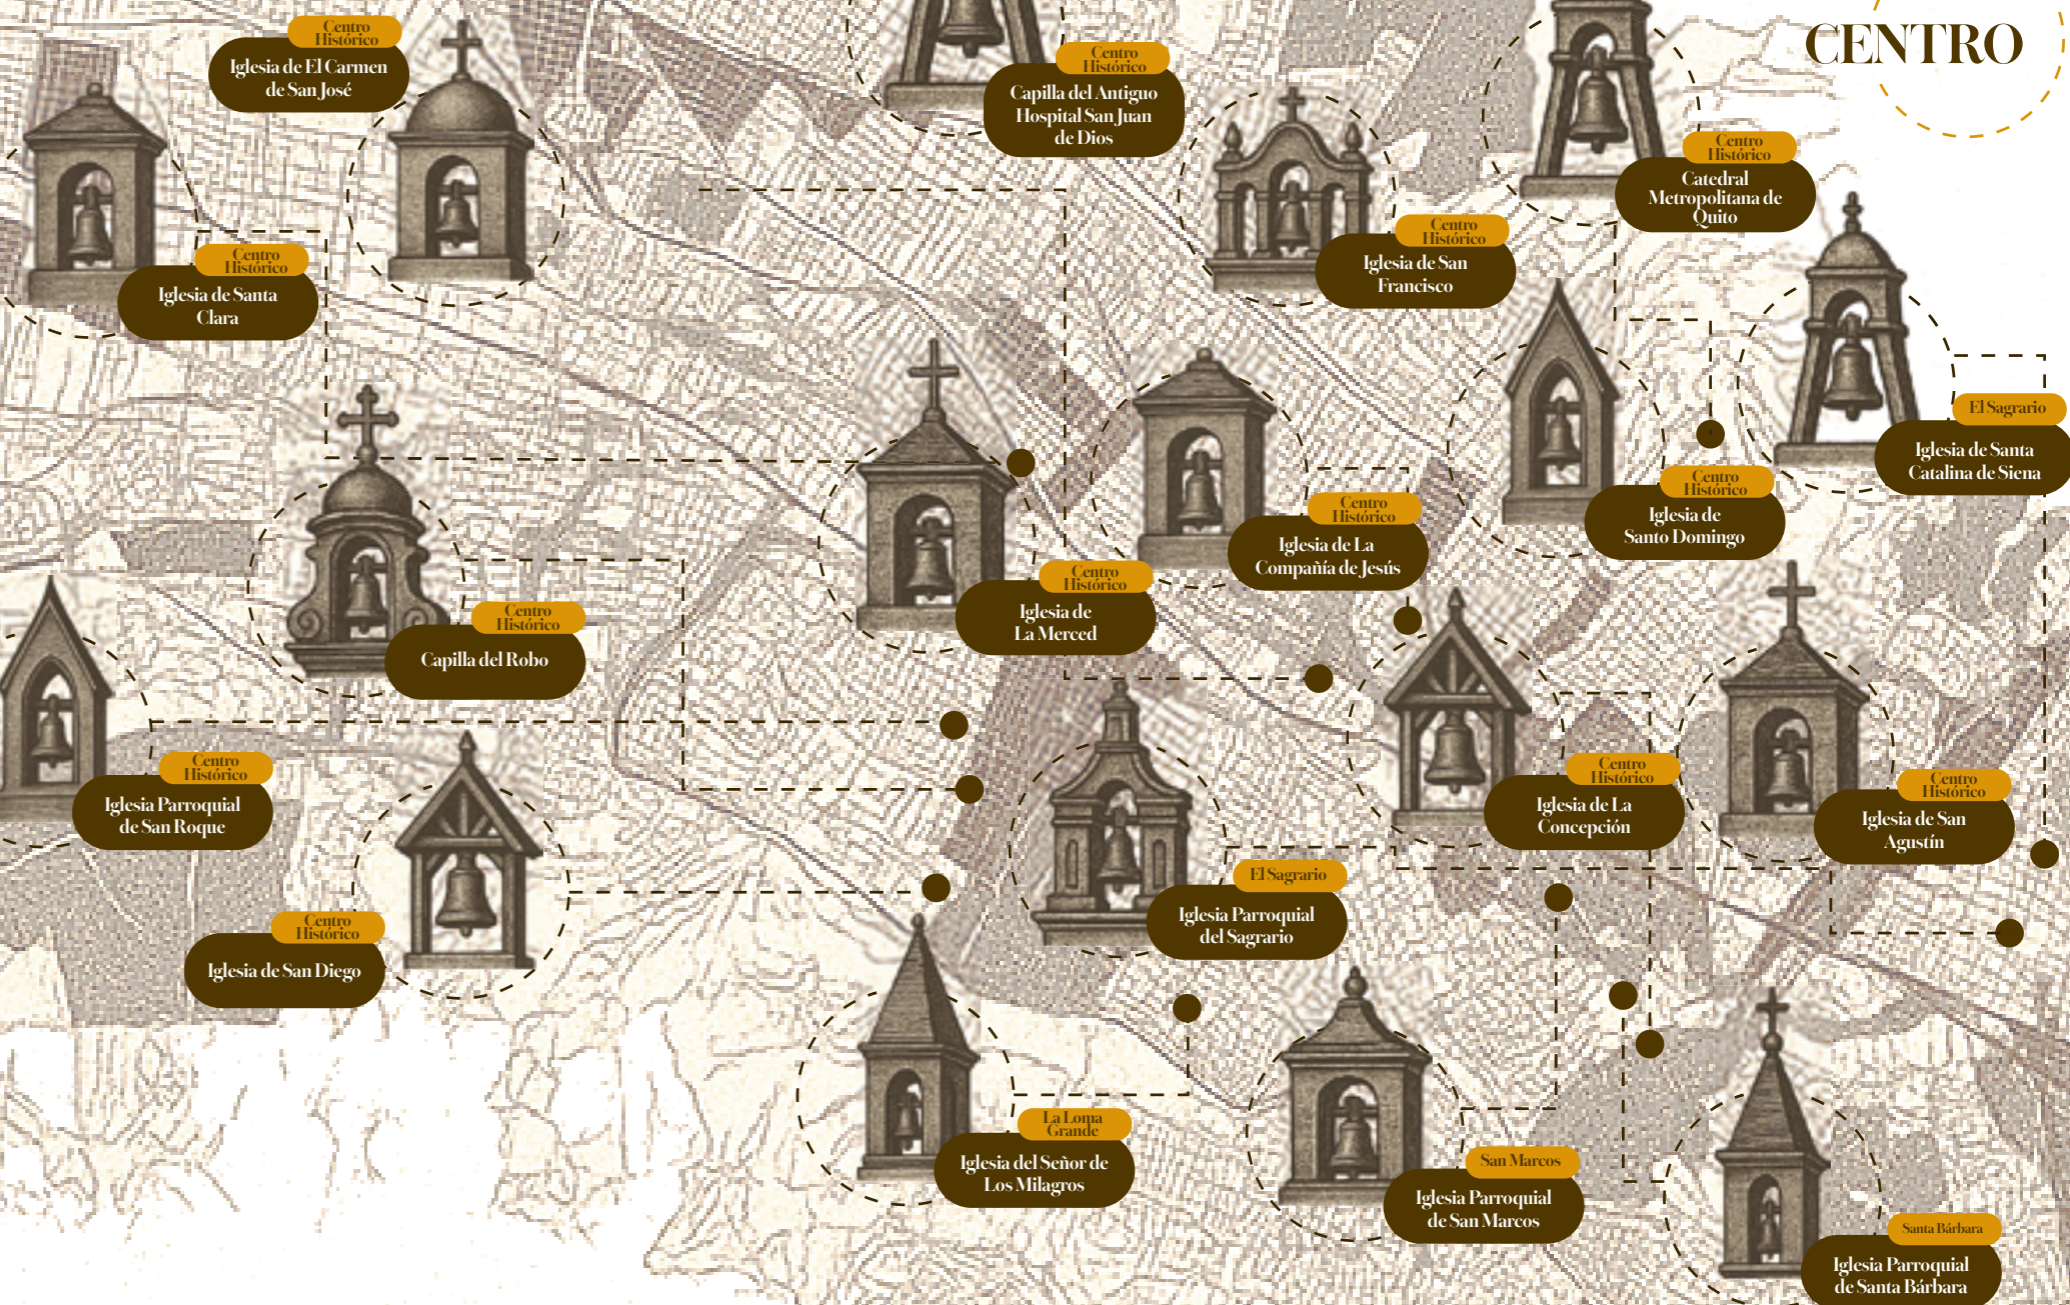 CENTRO
Centro
Histórico
Iglesia de El Carmen
de San José
Centro
Histórico
Capilla del Antiguo
Hospital San Juan
de Dios
Centro
Histórico
Catedral
Metropolitana de
Quito
Centro
Histórico
Iglesia de San
Francisco
Centro
Histórico
Iglesia de Santa
Clara
El Sagrario
Iglesia de Santa
Catalina de Siena
Centro
Histórico
Iglesia de
Santo Domingo
Centro
Histórico
Iglesia de La
Compañía de Jesús
Centro
Histórico
Iglesia de
La Merced
Centro
Histórico
Capilla del Robo
Centro
Histórico
Iglesia Parroquial
de San Roque
Centro
Histórico
Iglesia de La
Concepción
Centro
Histórico
Iglesia de San
Agustín
El Sagrario
Iglesia Parroquial
del Sagrario
Centro
Histórico
Iglesia de San Diego
La Loma
Grande
Iglesia del Señor de
Los Milagros
San Marcos
Iglesia Parroquial
de San Marcos
Santa Bárbara
Iglesia Parroquial
de Santa Bárbara